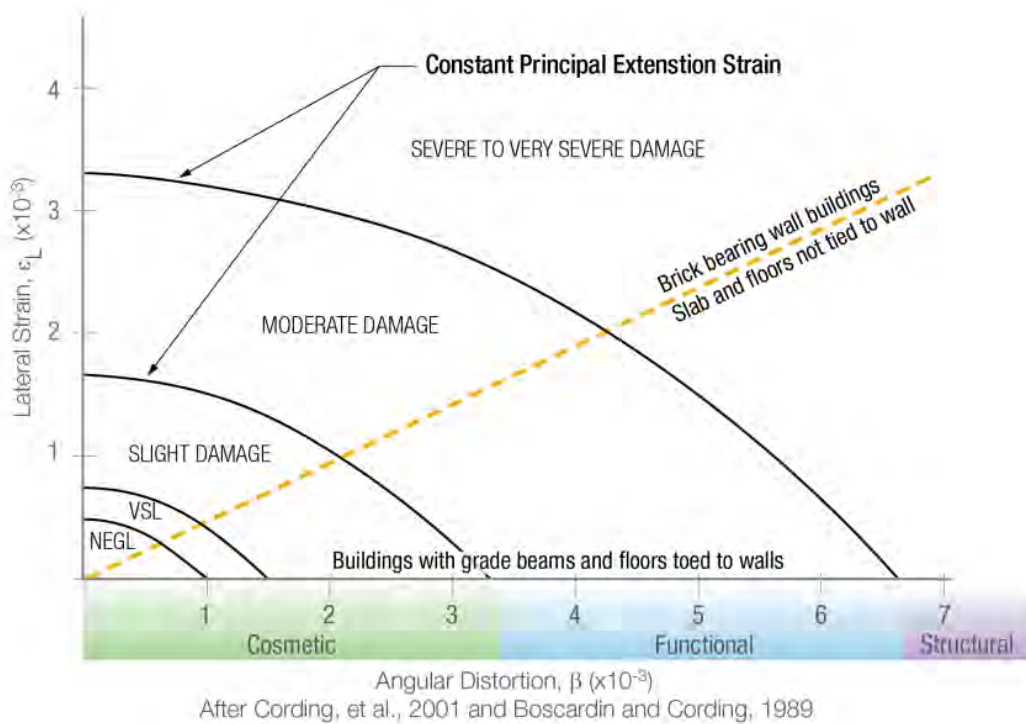 4
Constant Principal Extenstion Strain
SEVERE TO VERY SEVERE DAMAGE
3
Lateral Strain, εL (x10-3)
Brick bearing wall buildings
Slab and floors not tied to wall
MODERATE DAMAGE
2
1
SLIGHT DAMAGE
VSL
NEGL
Buildings with grade beams and floors toed to walls
1 2 3 4 5 6 7
Cosmetic Functional Structural
Angular Distortion, β (x10-3)
After Cording, et al., 2001 and Boscardin and Cording, 1989